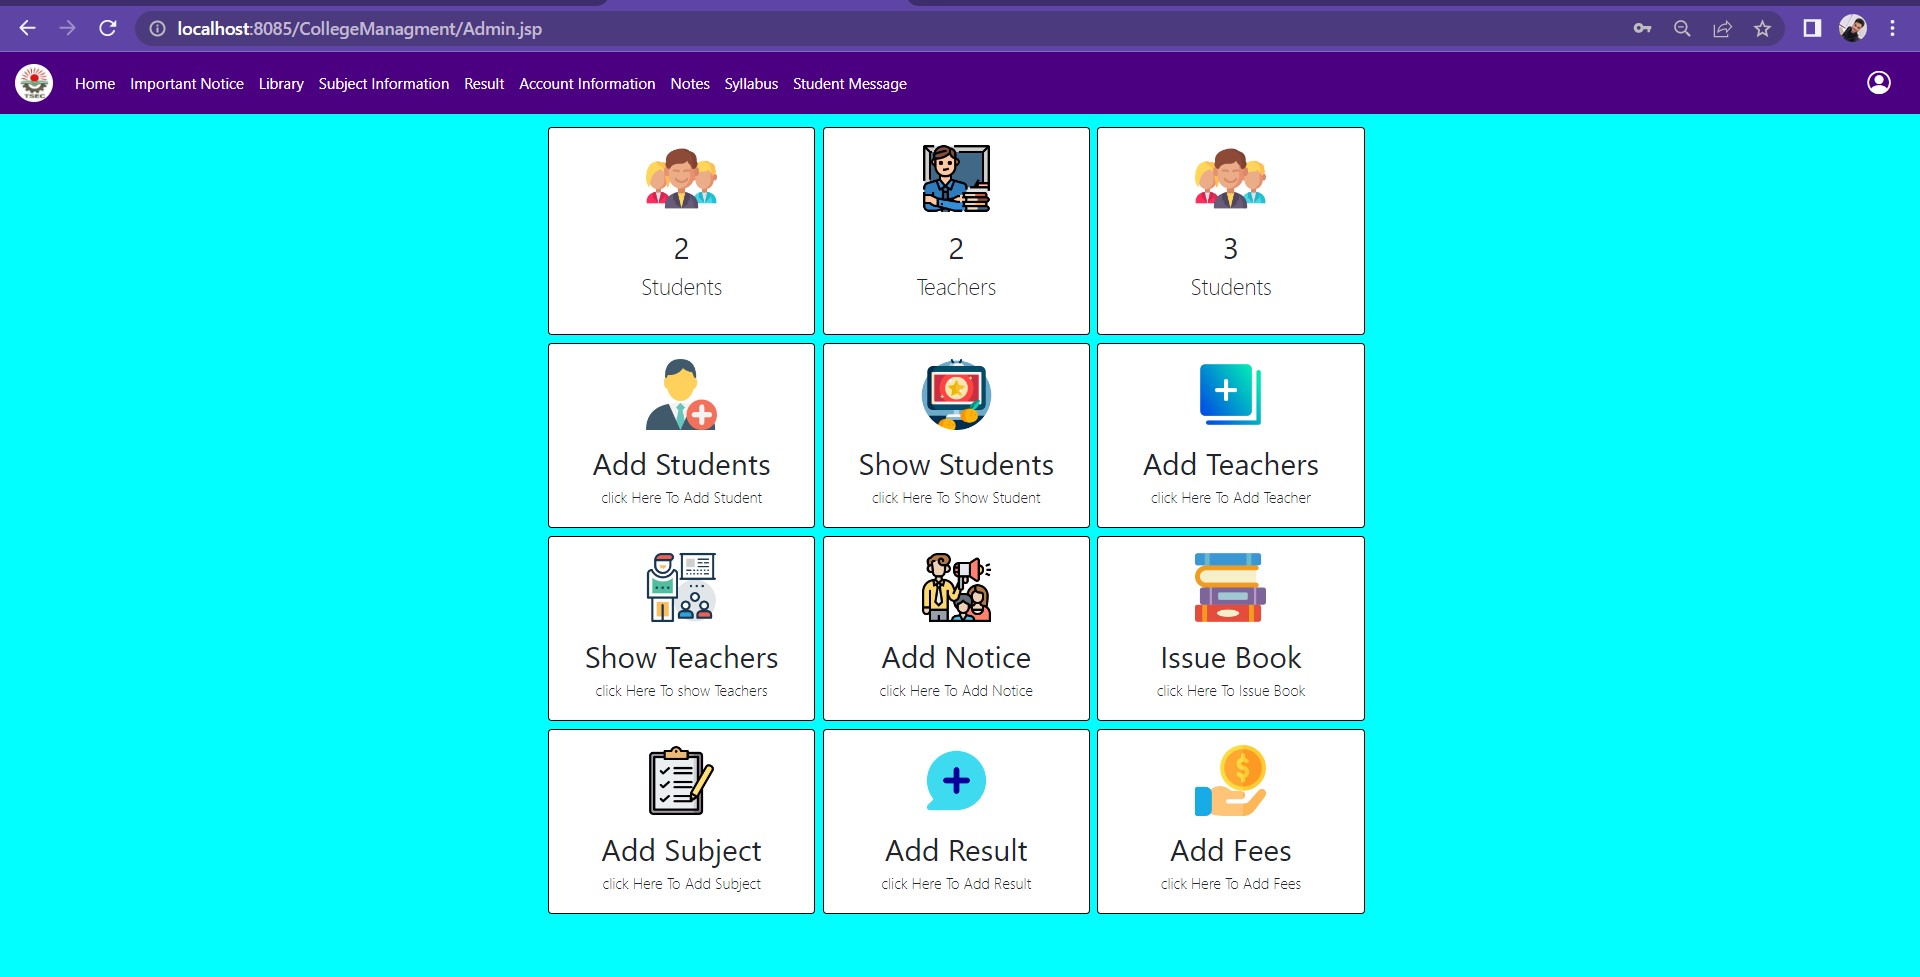 localhost:8085/CollegeManagment/Admin.jsp
TSEC Home Important Notice Library Subject Information Result Account Information Notes Syllabus Student Message
2 2 3
Students Teachers Students
Add Students Show Students Add Teachers
click Here To Add Student click Here To Show Student click Here To Add Teacher
Show Teachers Add Notice Issue Book
click Here To show Teachers click Here To Add Notice click Here To Issue Book
Add Subject Add Result Add Fees
click Here To Add Subject click Here To Add Result click Here To Add Fees